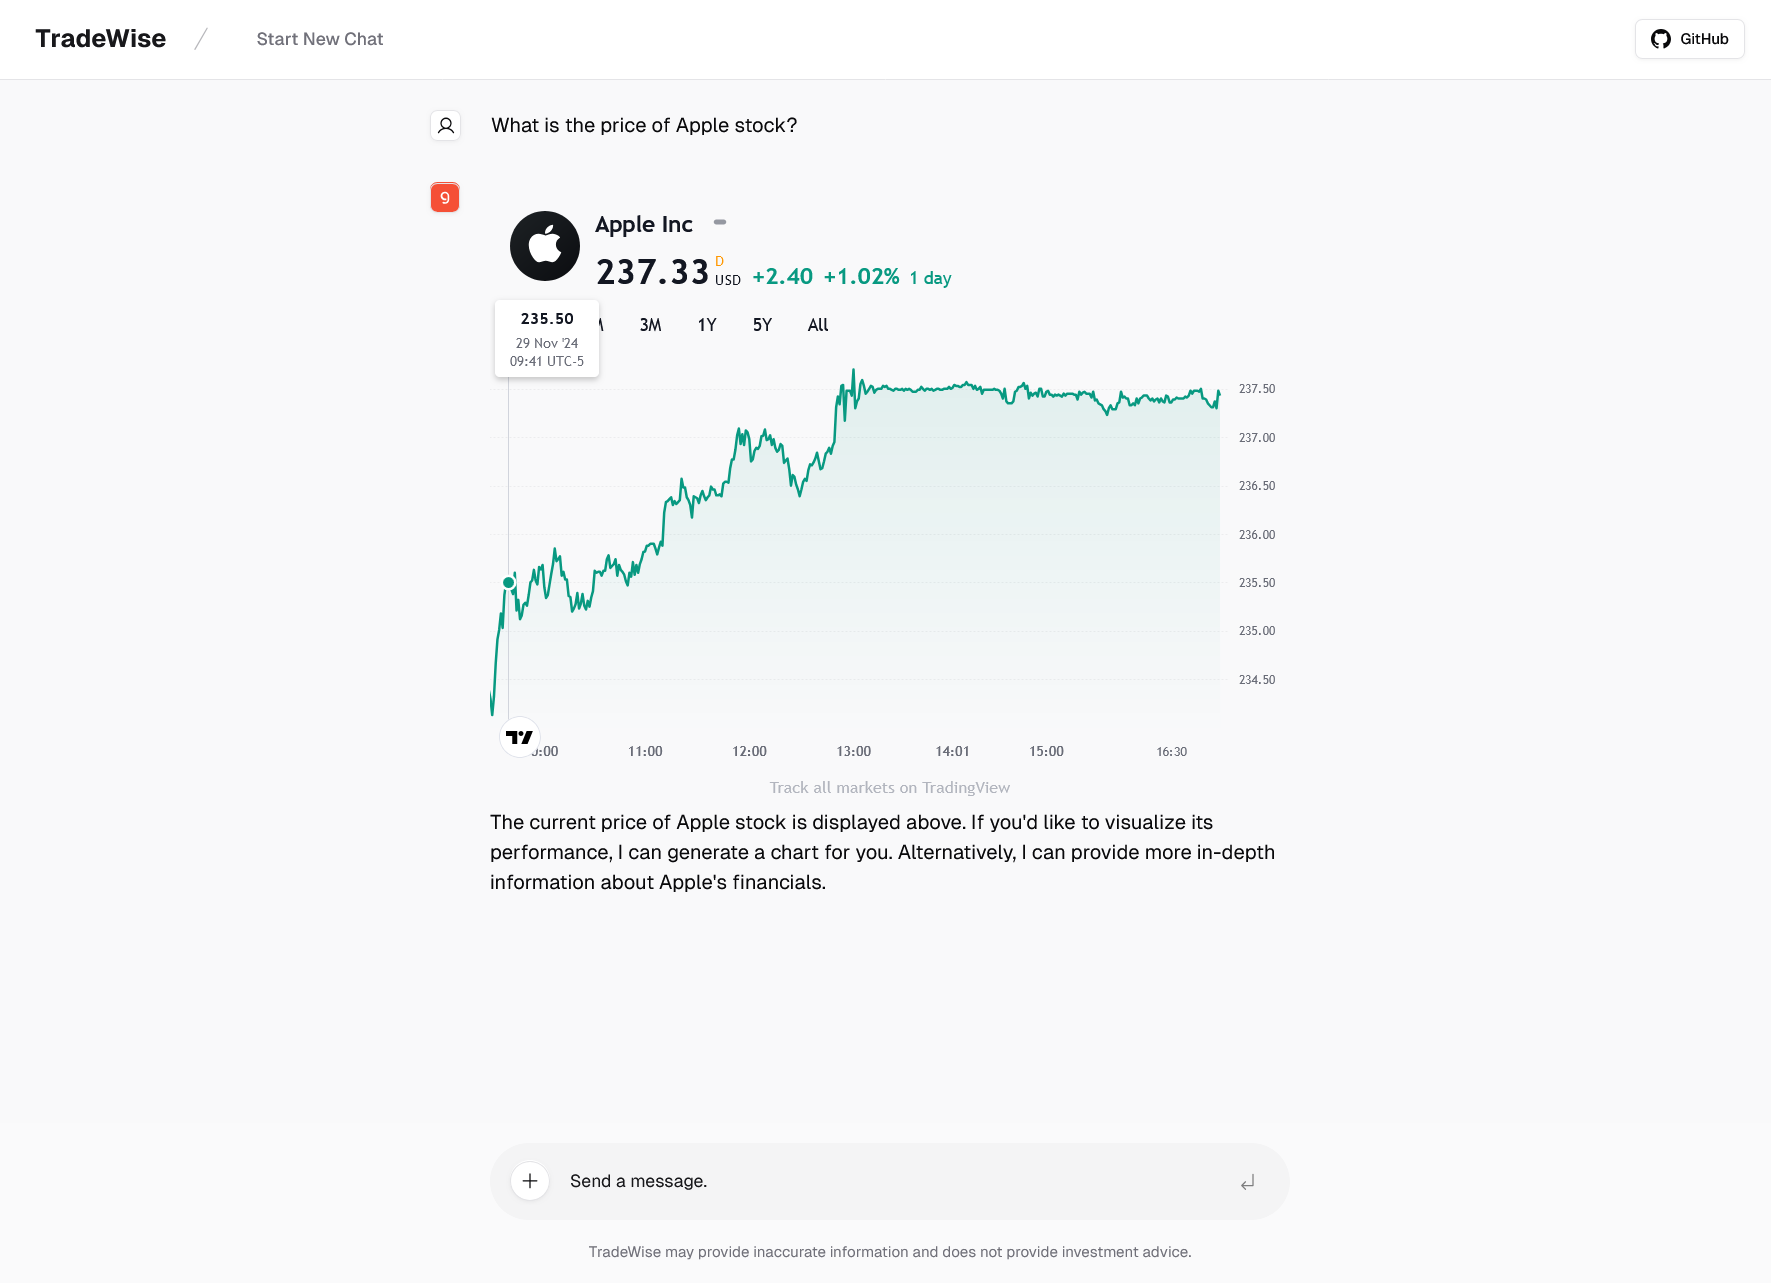 TradeWise
Start New Chat
GitHub
What is the price of Apple stock?
9
Apple Inc
237.33 D USD +2.40 +1.02% 1 day
235.50
29 Nov '24
09:41 UTC-5
3M 1Y 5Y All
237.50
237.00
236.50
236.00
235.50
235.00
234.50
11:00 12:00 13:00 14:01 15:00 16:30
Track all markets on TradingView
The current price of Apple stock is displayed above. If you'd like to visualize its
performance, I can generate a chart for you. Alternatively, I can provide more in-depth
information about Apple's financials.
Send a message.
TradeWise may provide inaccurate information and does not provide investment advice.